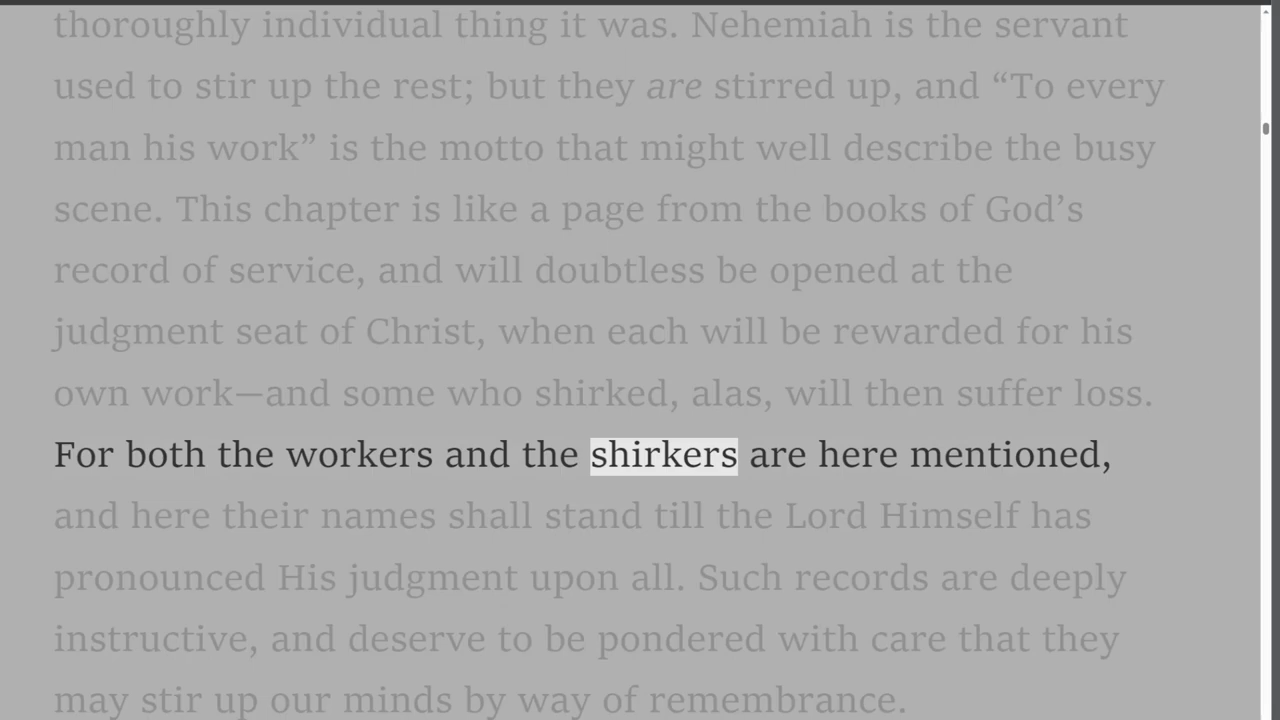 thoroughly individual thing it was. Nehemiah is the servant
used to stir up the rest; but they are stirred up, and “To every
man his work” is the motto that might well describe the busy
scene. This chapter is like a page from the books of God’s
record of service, and will doubtless be opened at the
judgment seat of Christ, when each will be rewarded for his
own work—and some who shirked, alas, will then suffer loss.
For both the workers and the shirkers are here mentioned,
and here their names shall stand till the Lord Himself has
pronounced His judgment upon all. Such records are deeply
instructive, and deserve to be pondered with care that they
may stir up our minds by way of remembrance.